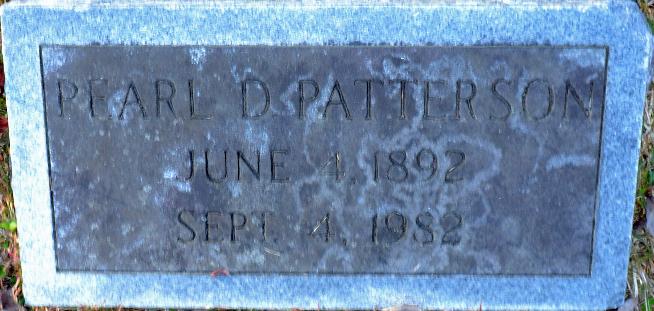 PEARL D. PATTERSON
JUNE 4, 1892
SEPT. 4, 1982